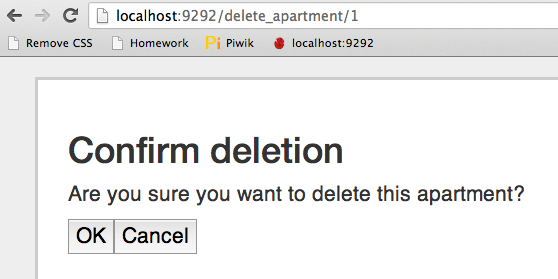 localhost:9292/delete_apartment/1
Remove CSS Homework Pi Piwik localhost:9292
Confirm deletion
Are you sure you want to delete this apartment?
OK Cancel